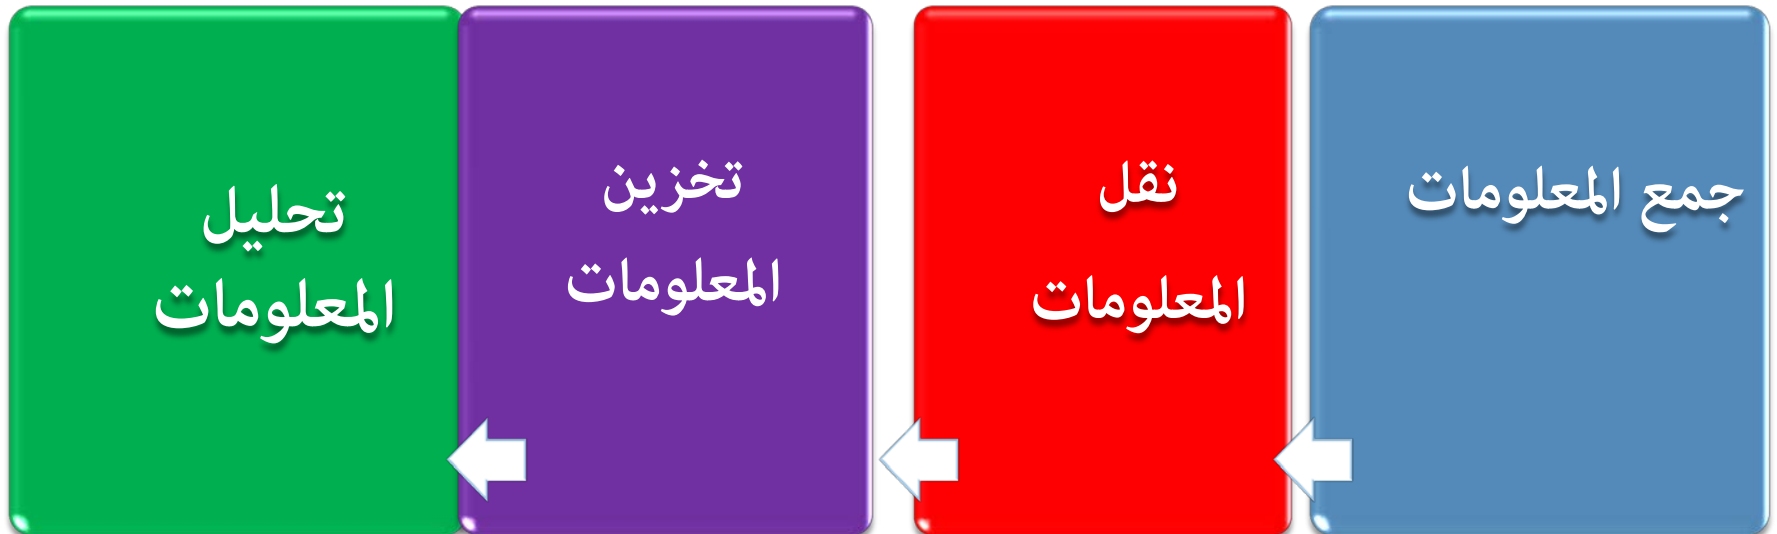 جمع المعلومات
نقل
المعلومات
تخزين
المعلومات
تحليل
المعلومات